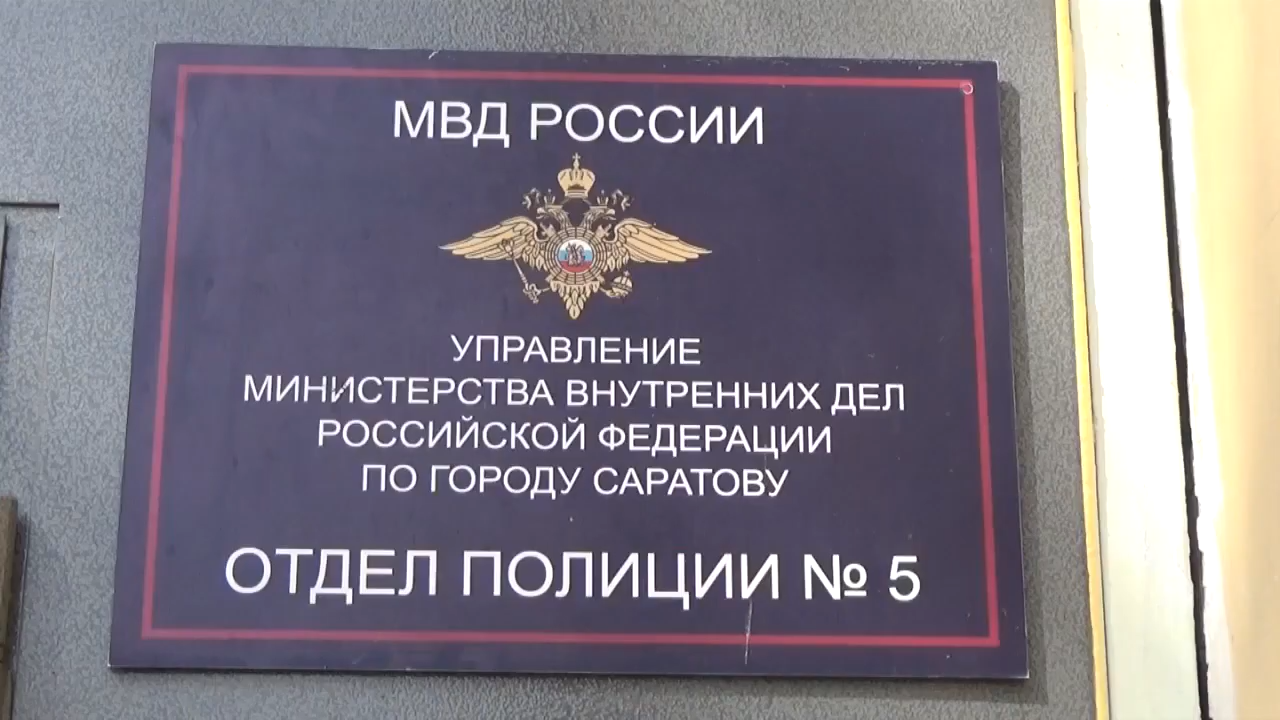 МВД РОССИИ
УПРАВЛЕНИЕ
МИНИСТЕРСТВА ВНУТРЕННИХ ДЕЛ
РОССИЙСКОЙ ФЕДЕРАЦИИ
ПО ГОРОДУ САРАТОВУ
ОТДЕЛ ПОЛИЦИИ № 5